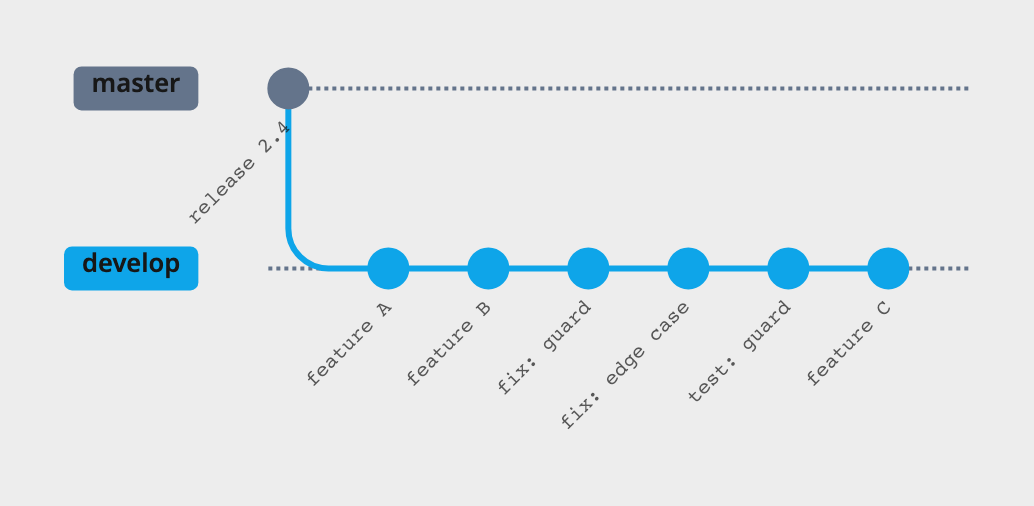 master
release 2.4
develop
feature A
feature B
fix: guard
fix: edge case
test: guard
feature C